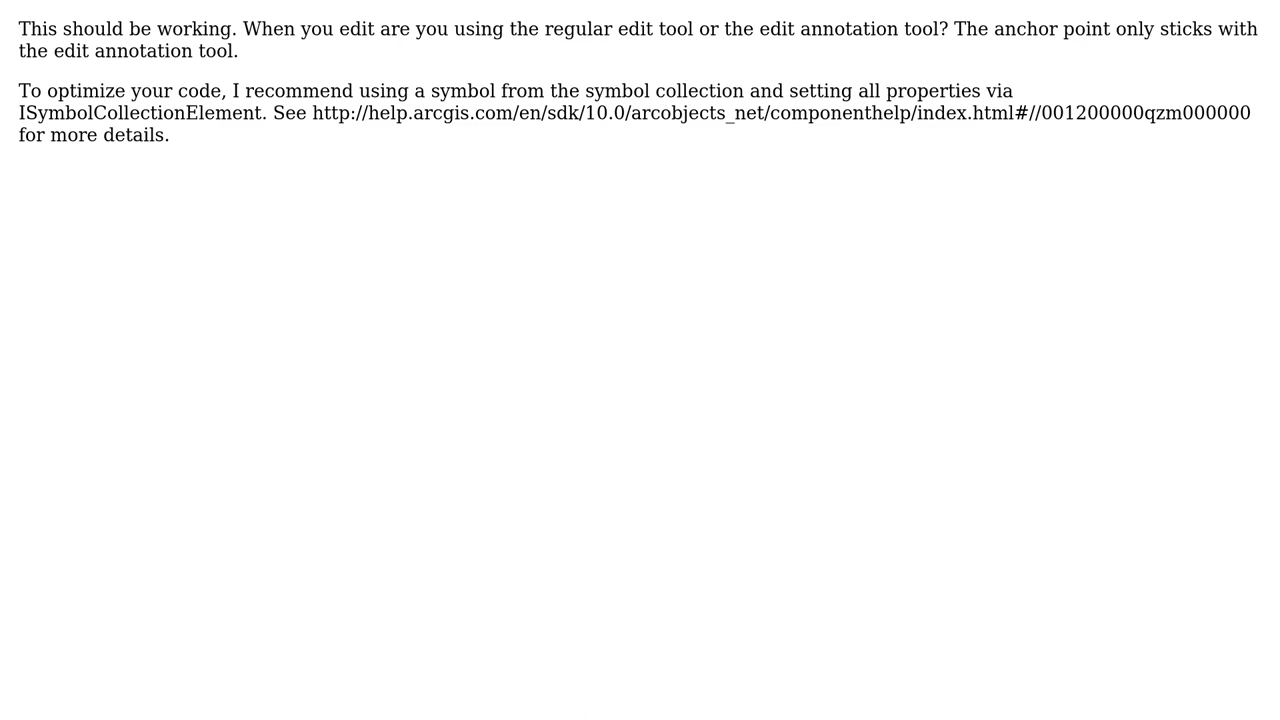 This should be working. When you edit are you using the regular edit tool or the edit annotation tool? The anchor point only sticks with
the edit annotation tool.
To optimize your code, I recommend using a symbol from the symbol collection and setting all properties via
ISymbolCollectionElement. See http://help.arcgis.com/en/sdk/10.0/arcobjects_net/componenthelp/index.html#//001200000qzm000000
for more details.